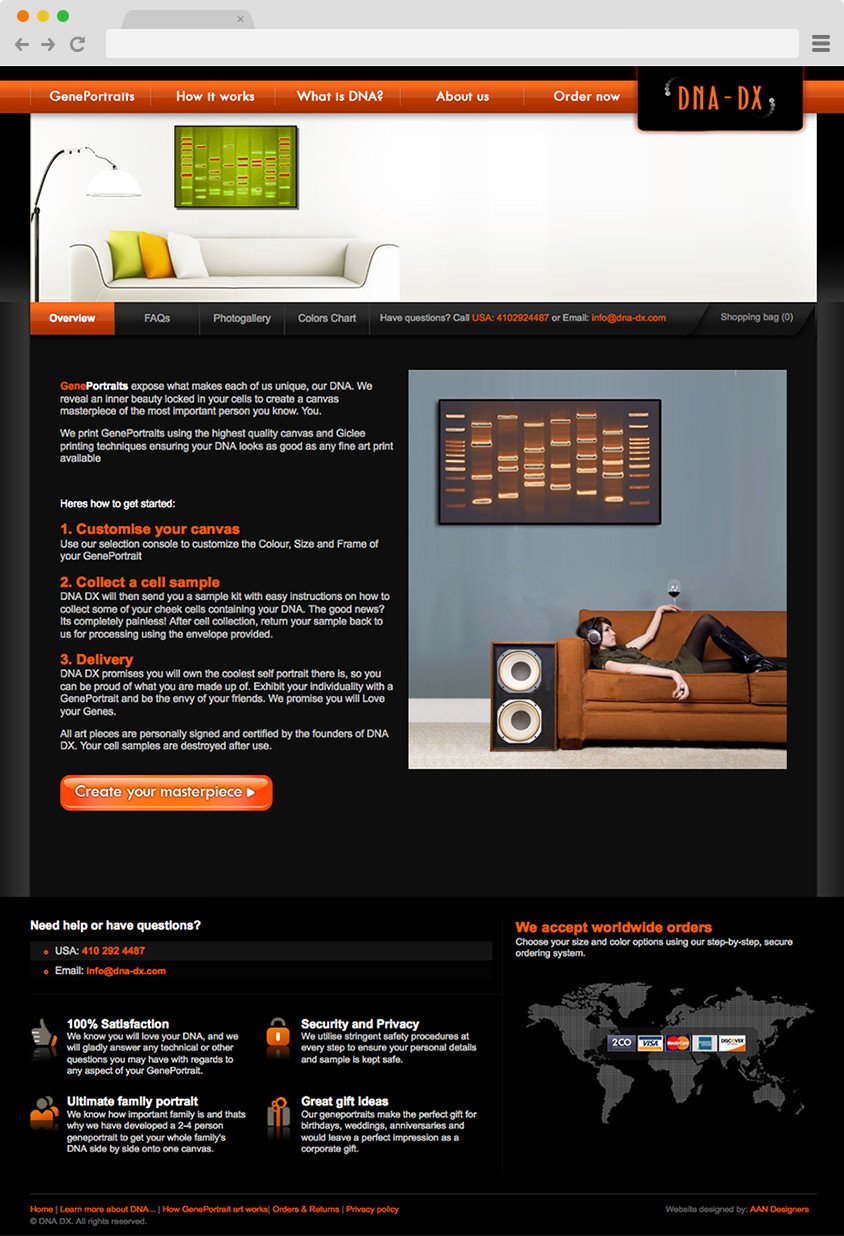 GenePortraits
How it works
What is DNA?
About us
Order now
DNA-DX
Overview
FAQs
Photogallery
Colors Chart
Have questions? Call USA: 4102924487 or Email: info@dna-dx.com
Shopping bag (0)
GenePortraits expose what makes each of us unique, our DNA. We
reveal an inner beauty locked in your cells to create a canvas
masterpiece of the most important person you know. You.
We print GenePortraits using the highest quality canvas and Giclee
printing techniques ensuring your DNA looks as good as any fine art print
available
Heres how to get started:
1. Customise your canvas
Use our selection console to customize the Colour, Size and Frame of
your GenePortrait
2. Collect a cell sample
DNA DX will then send you a sample kit with easy instructions on how to
collect some of your cheek cells containing your DNA. The good news?
Its completely painless! After cell collection, return your sample back to
us for processing using the envelope provided.
3. Delivery
DNA DX promises you will own the coolest self portrait there is, so you
can be proud of what you are made up of. Exhibit your individuality with a
GenePortrait and be the envy of your friends. We promise you will Love
your Genes.
All art pieces are personally signed and certified by the founders of DNA
DX. Your cell samples are destroyed after use.
Create your masterpiece
Need help or have questions?
USA: 410 292 4487
Email: info@dna-dx.com
100% Satisfaction
We know you will love your DNA, and we
will gladly answer any technical or other
questions you may have with regards to
any aspect of your GenePortrait.
Security and Privacy
We utilise stringent safety procedures at
every step to ensure your personal details
and sample is kept safe.
Ultimate family portrait
We know how important family is and thats
why we have developed a 2-4 person
geneportrait to get your whole family's
DNA side by side onto one canvas.
Great gift ideas
Our geneportraits make the perfect gift for
birthdays, weddings, anniversaries and
would leave a perfect impression as a
corporate gift.
We accept worldwide orders
Choose your size and color options using our step-by-step, secure
ordering system.
2CO VISA MasterCard DISCOVER
Home | Learn more about DNA... | How GenePortrait art works| Orders & Returns | Privacy policy
© DNA DX. All rights reserved.
Website designed by: AAN Designers